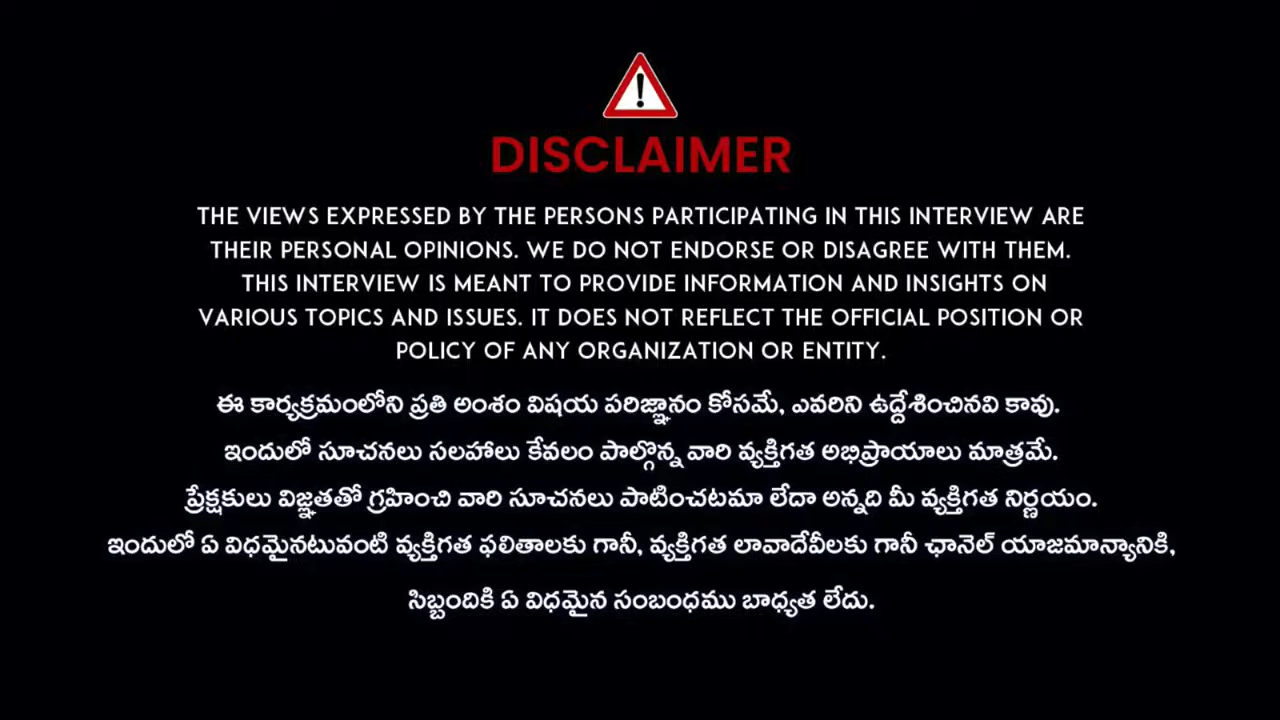 DISCLAIMER
THE VIEWS EXPRESSED BY THE PERSONS PARTICIPATING IN THIS INTERVIEW ARE
THEIR PERSONAL OPINIONS. WE DO NOT ENDORSE OR DISAGREE WITH THEM.
THIS INTERVIEW IS MEANT TO PROVIDE INFORMATION AND INSIGHTS ON
VARIOUS TOPICS AND ISSUES. IT DOES NOT REFLECT THE OFFICIAL POSITION OR
POLICY OF ANY ORGANIZATION OR ENTITY.
ఈ కార్యక్రమంలోని ప్రతి అంశం విషయ పరిజ్ఞానం కోసమే, ఎవరిని ఉద్దేశించినవి కావు.
ఇందులో సూచనలు సలహాలు కేవలం పాల్గొన్న వారి వ్యక్తిగత అభిప్రాయాలు మాత్రమే.
ప్రేక్షకులు విజ్ఞతతో గ్రహించి వారి సూచనలు పాటించటమా లేదా అన్నది మీ వ్యక్తిగత నిర్ణయం.
ఇందులో ఏ విధమైనటువంటి వ్యక్తిగత ఫలితాలకు గానీ, వ్యక్తిగత లావాదేవీలకు గానీ ఛానెల్ యాజమాన్యానికి,
సిబ్బందికి ఏ విధమైన సంబంధము బాధ్యత లేదు.